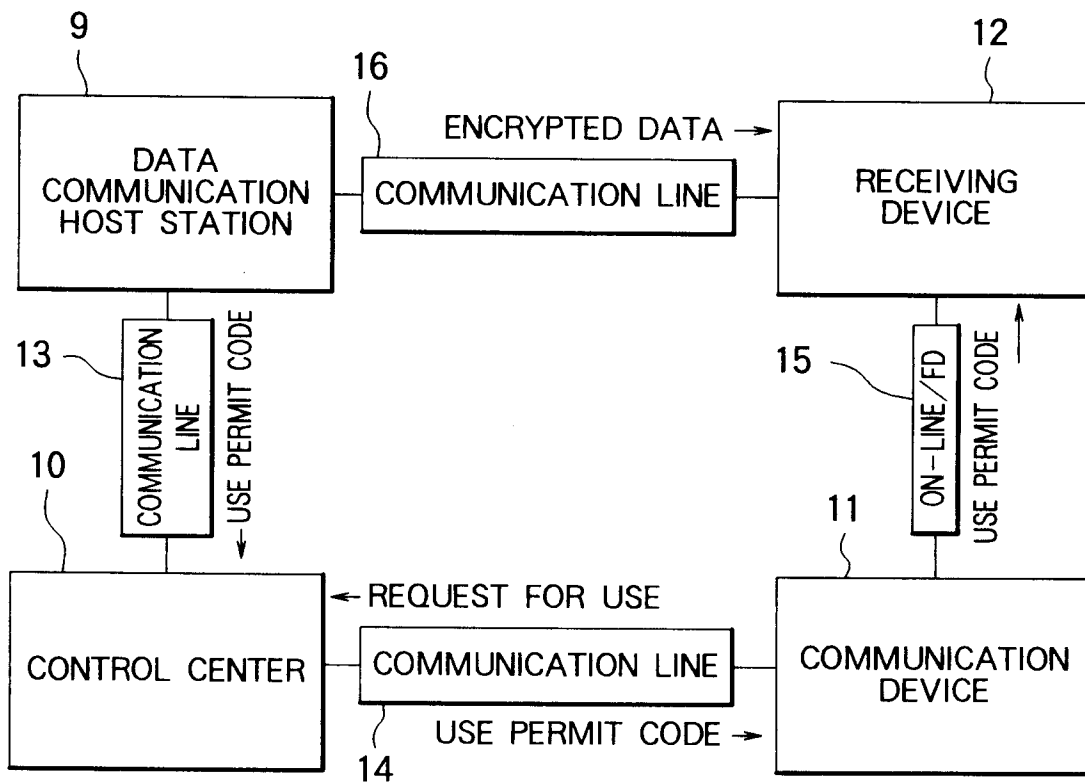 9
16
12
ENCRYPTED DATA →
DATA
COMMUNICATION
HOST STATION
COMMUNICATION LINE
RECEIVING
DEVICE
13
COMMUNICATION
LINE
USE PERMIT CODE
15
ON-LINE/FD
USE PERMIT CODE
10
11
← REQUEST FOR USE
CONTROL CENTER
COMMUNICATION LINE
COMMUNICATION
DEVICE
USE PERMIT CODE →
14